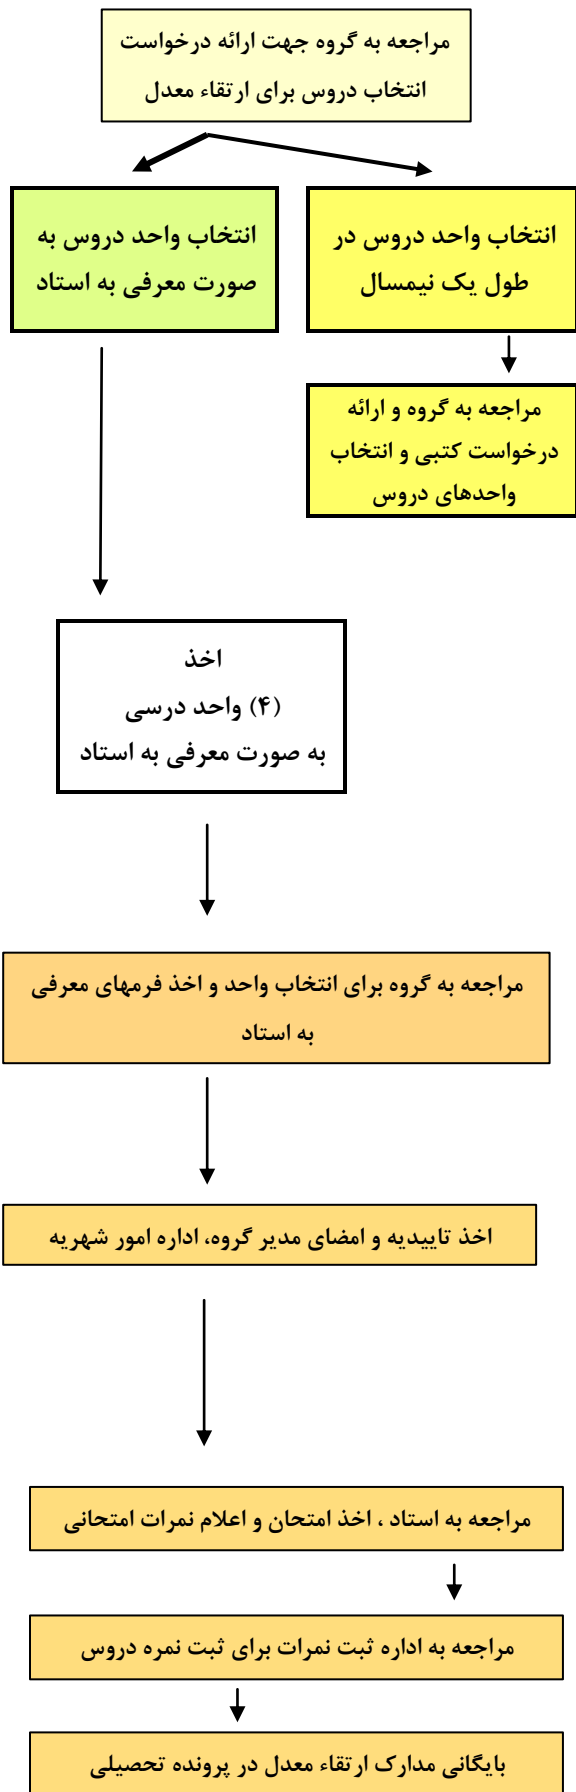 مراجعه به گروه جهت ارائه درخواست
انتخاب دروس برای ارتقاء معدل
انتخاب واحد دروس در
طول یک نیمسال
انتخاب واحد دروس به
صورت معرفی به استاد
مراجعه به گروه و ارائه
درخواست کتبی و انتخاب
واحدهای دروس
اخذ
(۴) واحد درسی
به صورت معرفی به استاد
مراجعه به گروه برای انتخاب واحد و اخذ فرمهای معرفی
به استاد
اخذ تاییدیه و امضای مدیر گروه، اداره امور شهریه
مراجعه به استاد ، اخذ امتحان و اعلام نمرات امتحانی
مراجعه به اداره ثبت نمرات برای ثبت نمره دروس
بایگانی مدارک ارتقاء معدل در پرونده تحصیلی